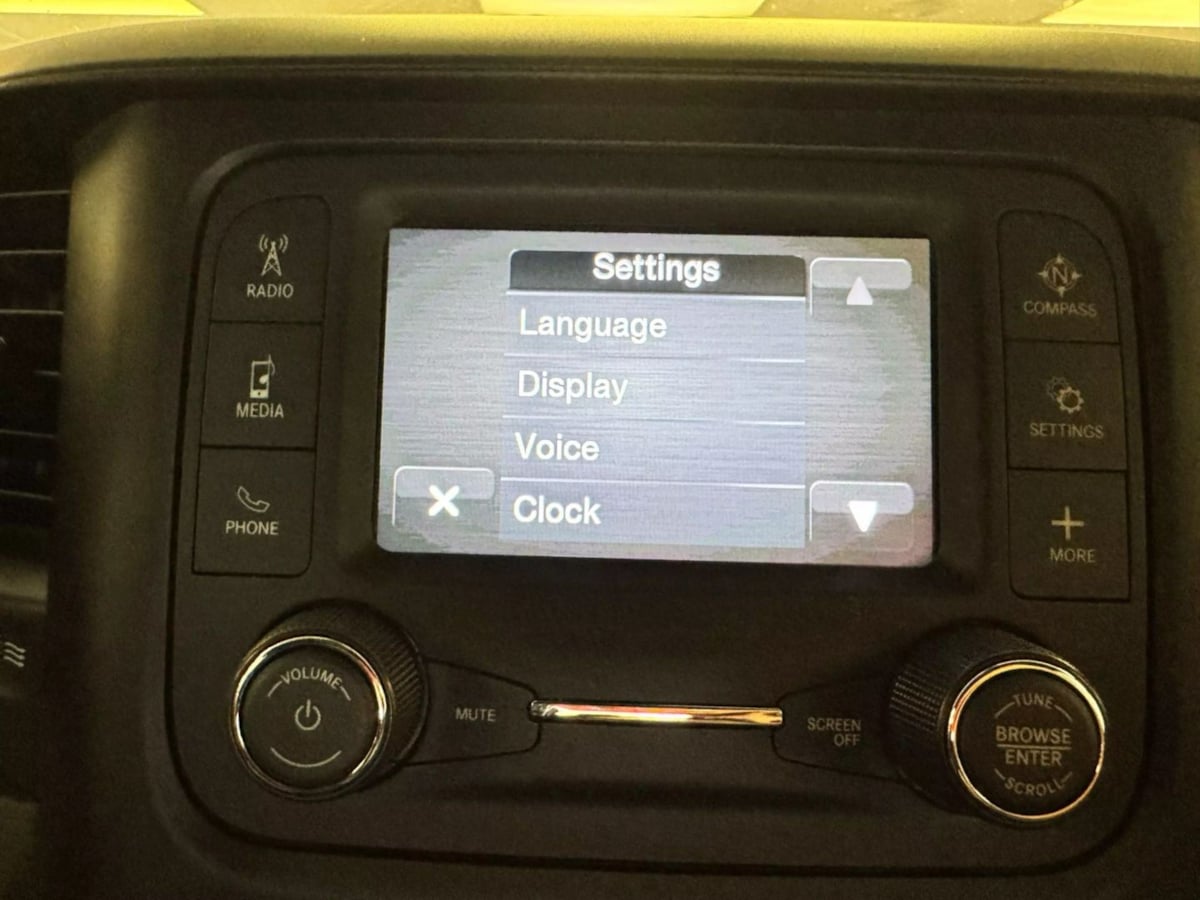 Settings
Language
Display
Voice
Clock
RADIO
MEDIA
PHONE
N
COMPASS
SETTINGS
MORE
VOLUME
MUTE
SCREEN
OFF
TUNE
BROWSE
ENTER
SCROLL